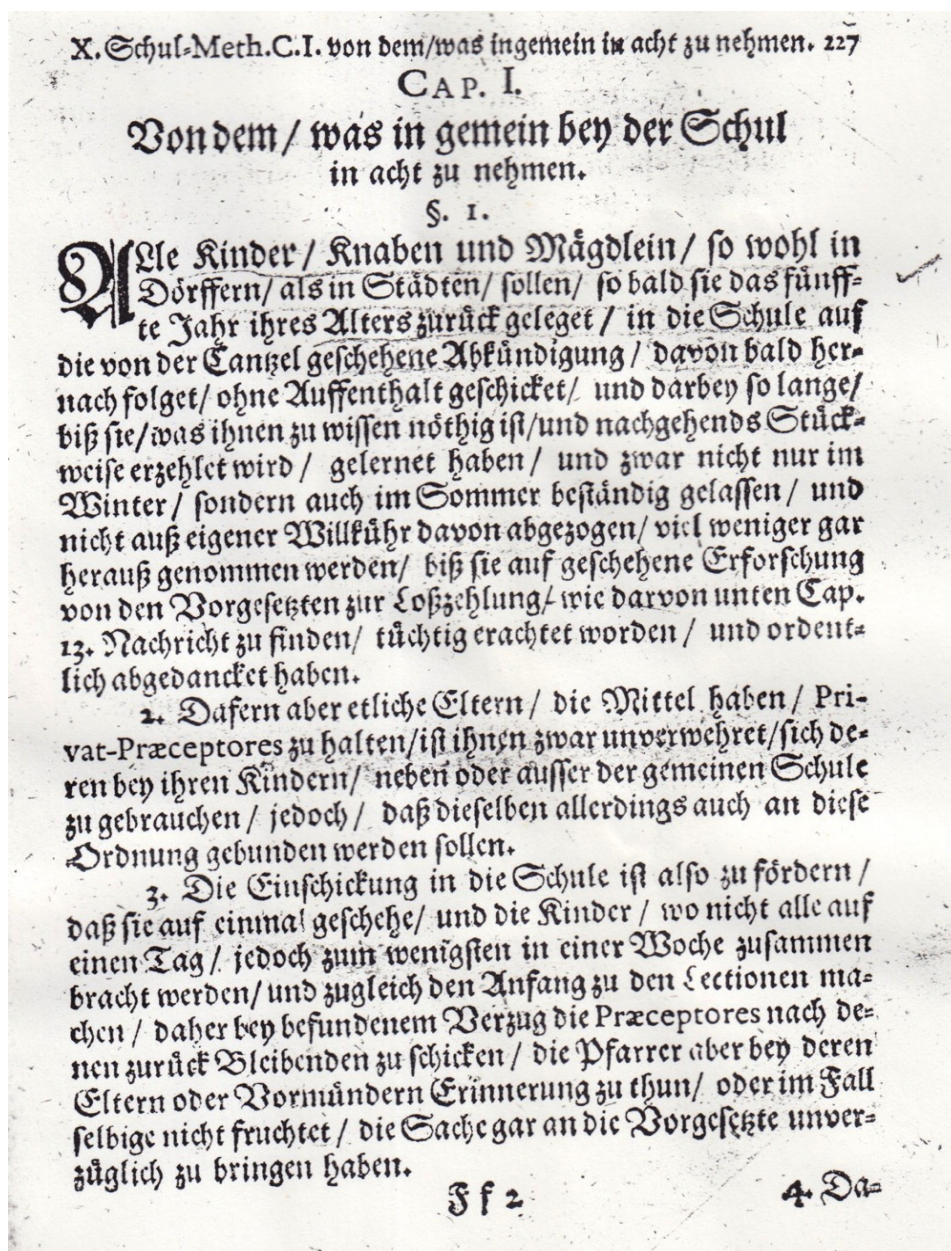 X. Schul-Meth. C. I. von dem/was ingemein in acht zu nehmen. 227
CAP. I.
Von dem / was in gemein bey der Schul
in acht zu nehmen.
§. 1.
ALle Kinder / Knaben und Mägdlein / so wohl in
Dörffern/ als in Städten/ sollen/ so bald sie das fünff-
te Jahr ihres Alters zurück geleget / in die Schule auf
die von der Cantzel geschehene Abkündigung / davon bald her-
nach folget/ ohne Auffenthalt geschicket/ und darbey so lange/
biß sie/was ihnen zu wissen nöthig ist/und nachgehends Stück-
weise erzehlet wird / gelernet haben / und zwar nicht nur im
Winter / sondern auch im Sommer beständig gelassen / und
nicht auß eigener Willkühr davon abgezogen/ viel weniger gar
herauß genommen werden/ biß sie auf geschehene Erforschung
von den Vorgesetzten zur Loßzehlung/ wie darvon unten Cap.
13. Nachricht zu finden/ tüchtig erachtet worden / und ordent-
lich abgedancket haben.
2. Dafern aber etliche Eltern / die Mittel haben / Pri-
vat-Præceptores zu halten/ist ihnen zwar unverwehret/sich de-
ren bey ihren Kindern/ neben oder ausser der gemeinen Schule
zu gebrauchen / jedoch / daß dieselben allerdings auch an diese
Ordnung gebunden werden sollen.
3. Die Einschickung in die Schule ist also zu fördern /
daß sie auf einmal geschehe/ und die Kinder / wo nicht alle auf
einen Tag / jedoch zum wenigsten in einer Woche zusammen
bracht werden/ und zugleich den Anfang zu den Lectionen ma-
chen / daher bey befundenem Verzug die Præceptores nach de-
nen zurück Bleibenden zu schicken / die Pfarrer aber bey deren
Eltern oder Vormündern Erinnerung zu thun/ oder im Fall
selbige nicht fruchtet / die Sache gar an die Vorgesetzte unver-
züglich zu bringen haben.
F f 2
4. Da-